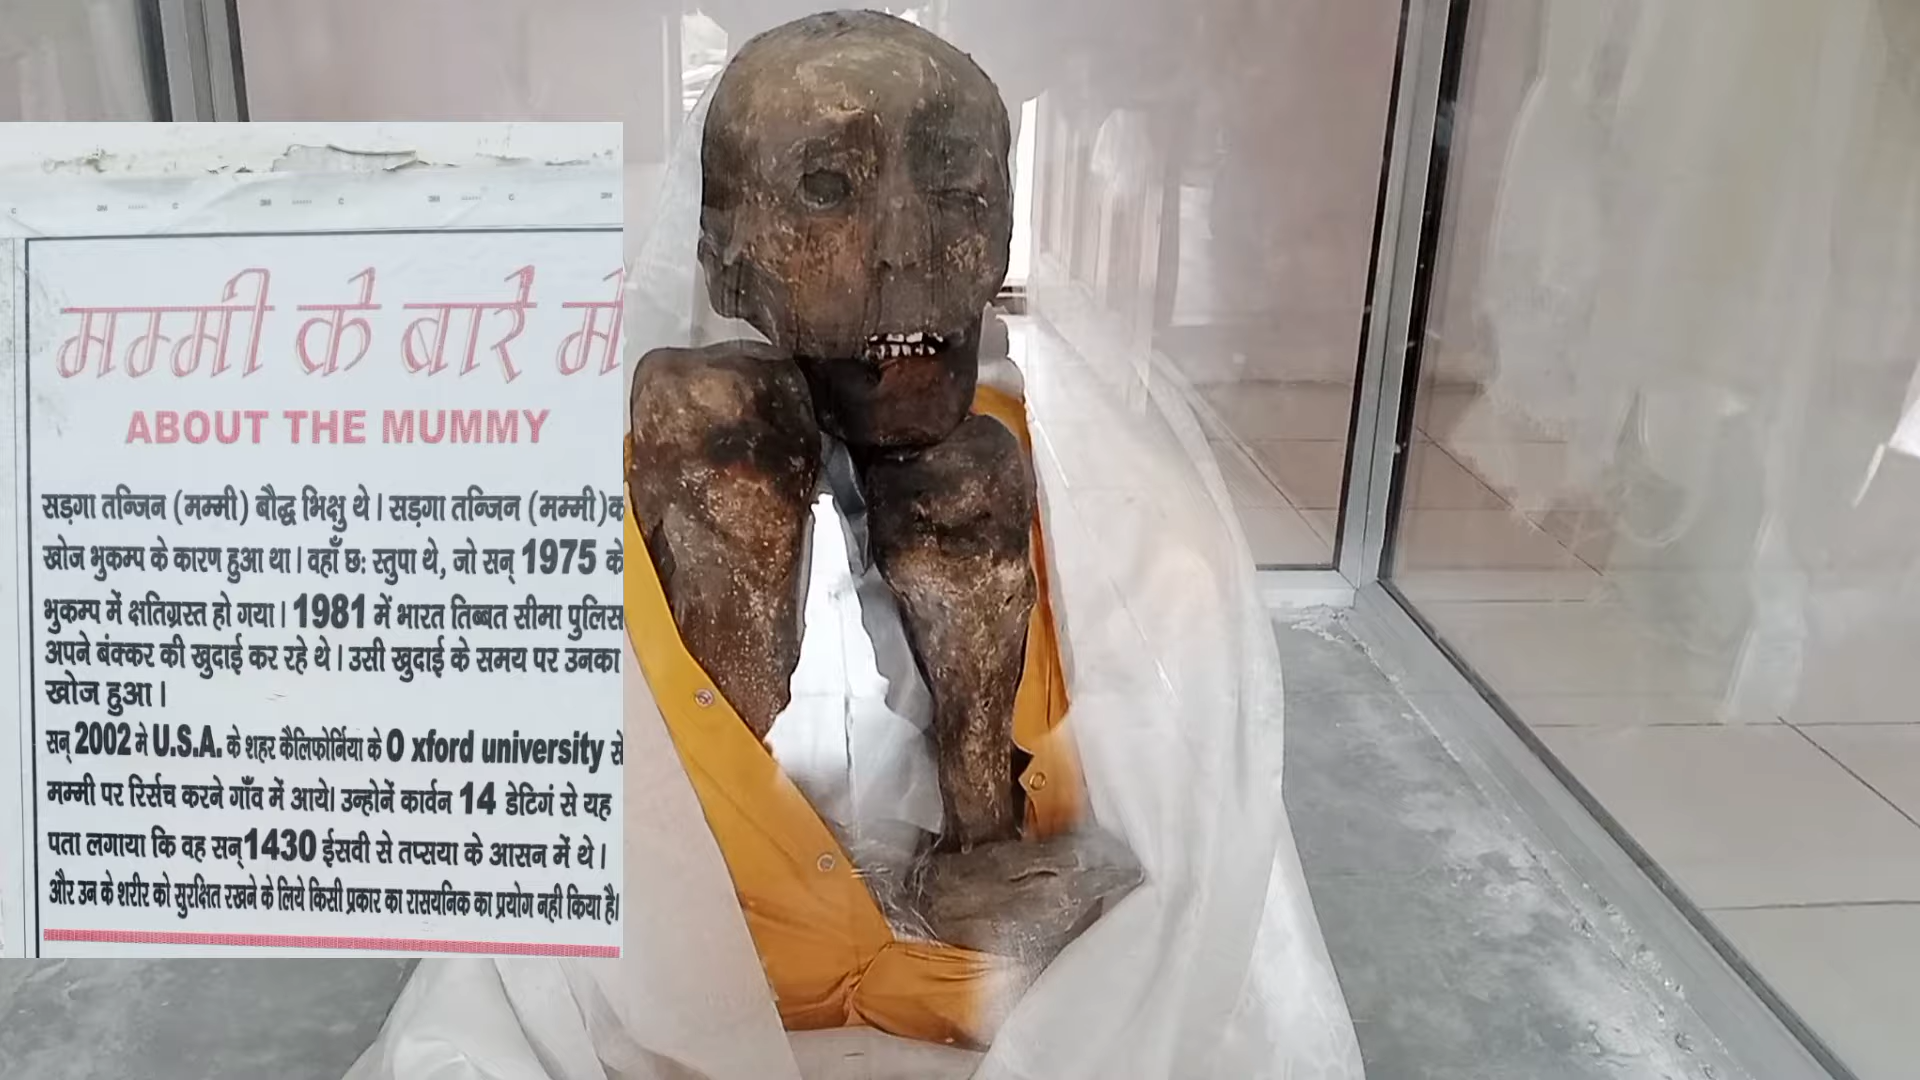 मम्मी के बारे में
ABOUT THE MUMMY
सड़गा तन्जिन (मम्मी) बौद्ध भिक्षु थे। सड़गा तन्जिन (मम्मी)
खोज भुकम्प के कारण हुआ था। वहाँ छः स्तुपा थे, जो सन् 1975 के
भुकम्प में क्षतिग्रस्त हो गया। 1981 में भारत तिब्बत सीमा पुलिस
अपने बंक्कर की खुदाई कर रहे थे। उसी खुदाई के समय पर उनका
खोज हुआ।
सन् 2002 मे U.S.A. के शहर कैलिफोर्निया के O xford university से
मम्मी पर रिर्सच करने गाँव में आये। उन्होनें कार्वन 14 डेटिगं से यह
पता लगाया कि वह सन्1430 ईसवी से तप्सया के आसन में थे।
और उन के शरीर को सुरक्षित रखने के लिये किसी प्रकार का रासयनिक का प्रयोग नही किया है।